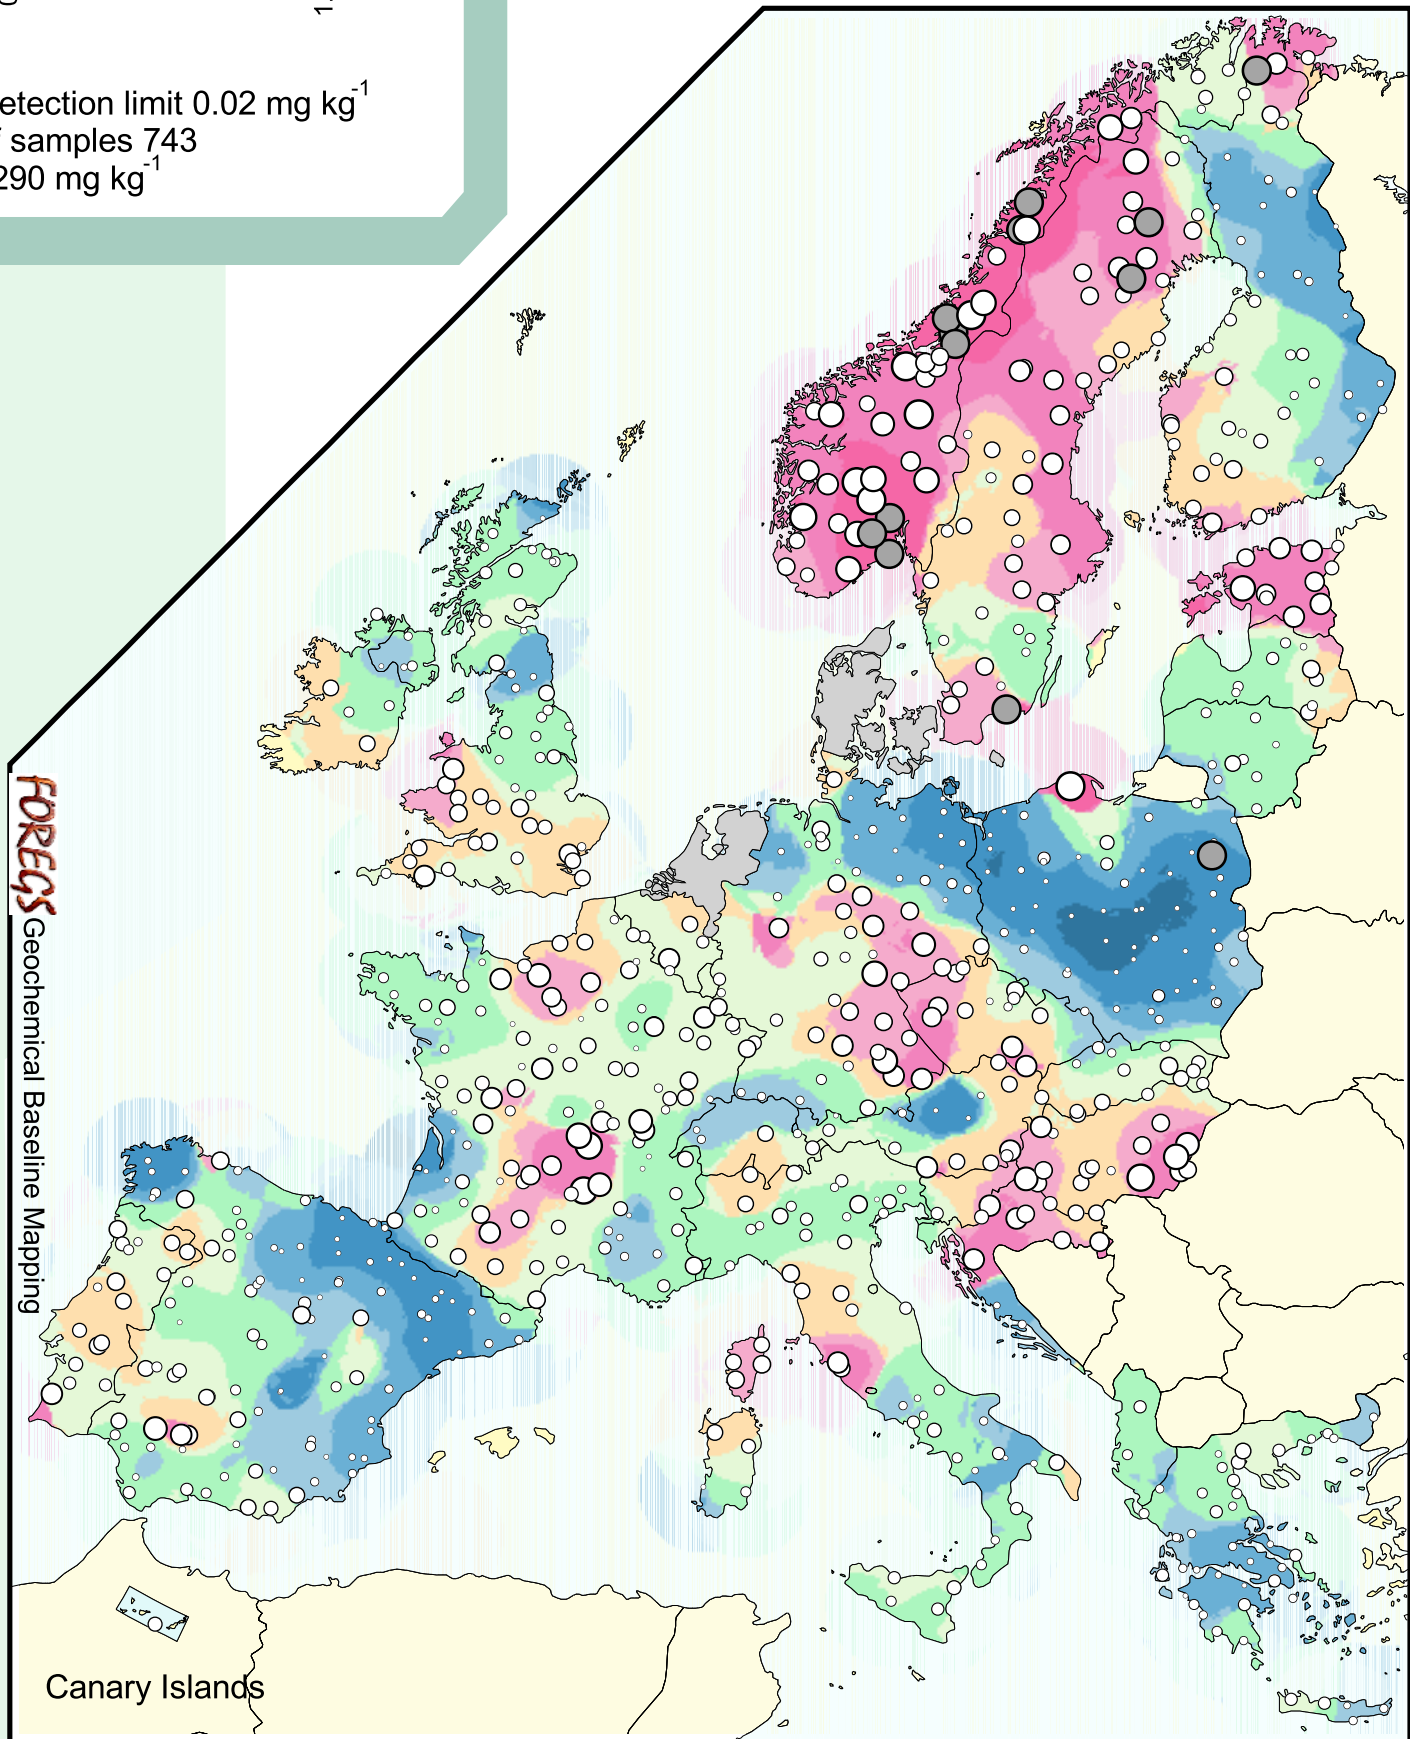 etection limit 0.02 mg kg-1
samples 743
290 mg kg-1
FOREGS Geochemical Baseline Mapping
Canary Islands